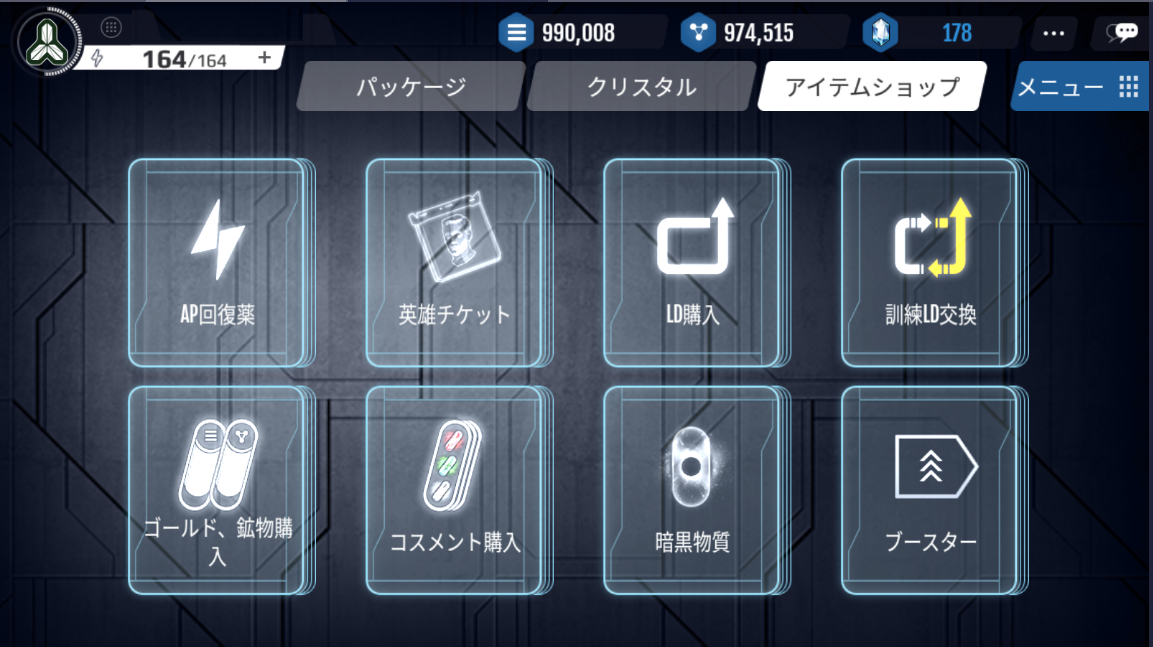 990,008
974,515
178
164/164
+
パッケージ
クリスタル
アイテムショップ
メニュー
AP回復薬
英雄チケット
LD購入
訓練LD交換
ゴールド、鉱物購
入
コスメント購入
暗黒物質
ブースター